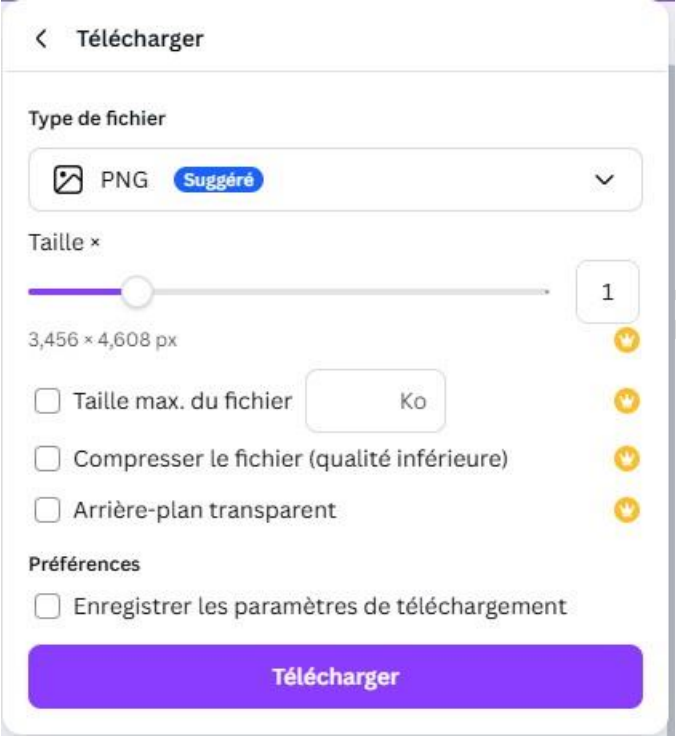 Télécharger
Type de fichier
PNG Suggéré
Taille ×
1
3,456 × 4,608 px
Taille max. du fichier Ko
Compresser le fichier (qualité inférieure)
Arrière-plan transparent
Préférences
Enregistrer les paramètres de téléchargement
Télécharger